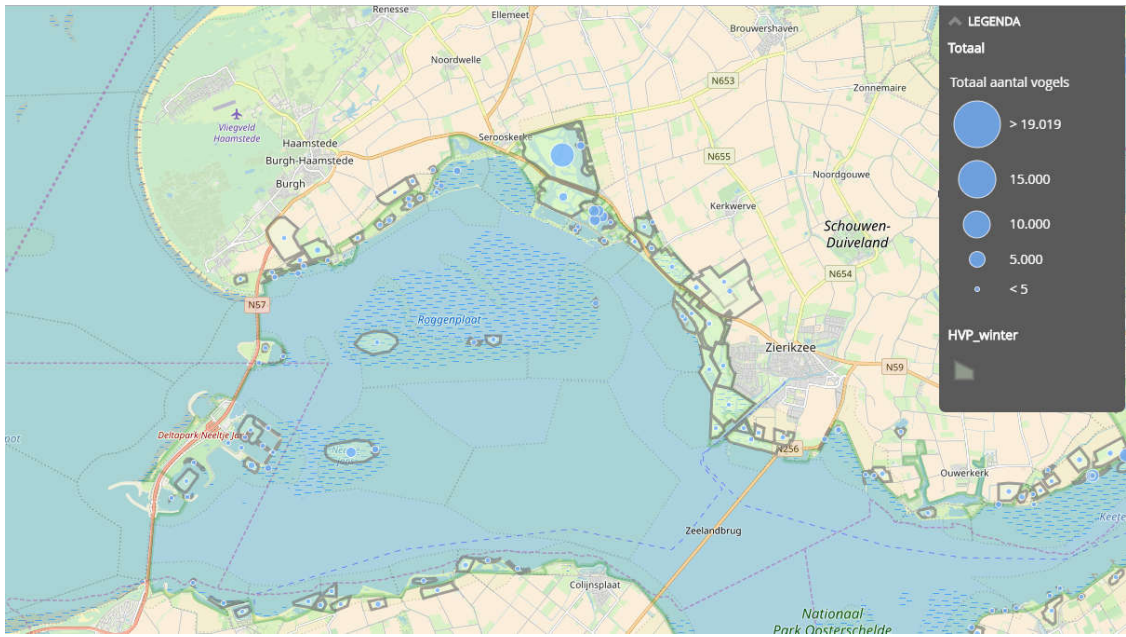 Renesse
Ellemeet
Brouwershaven
Noordwelle
N653
Zonnemaire
Vliegveld
Haamstede
Haamstede
Burgh-Haamstede
Burgh
Serooskerke
N655
Noordgouwe
Kerkwerve
Schouwen-
Duiveland
N654
N57
Roggenplaat
Zierikzee
N59
Deltapark Neeltje Jans
N256
Ouwerkerk
Zeelandbrug
Colijnsplaat
Nationaal
Park Oosterschelde
LEGENDA
Totaal
Totaal aantal vogels
> 19.019
15.000
10.000
5.000
< 5
HVP_winter